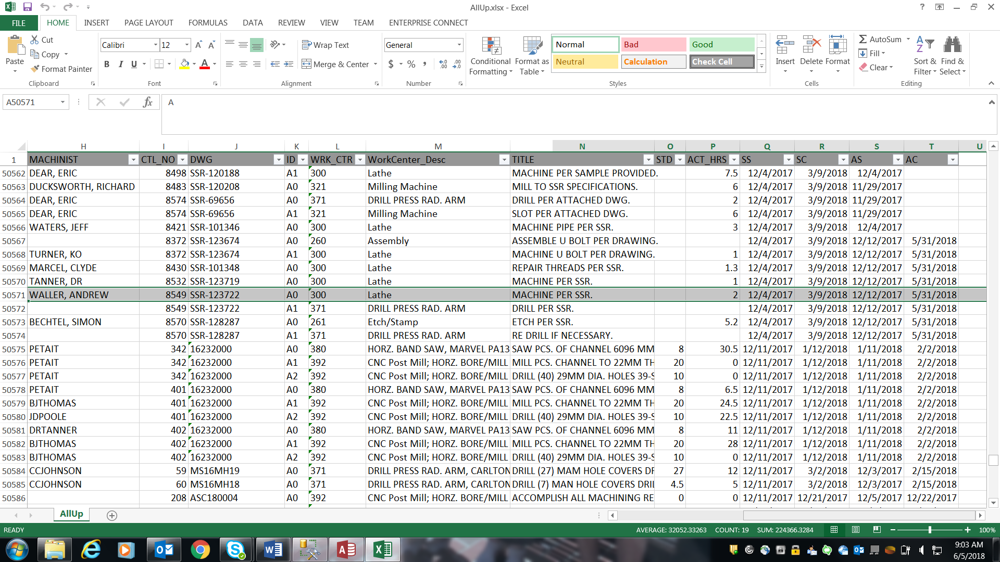 AllUp.xlsx - Excel
FILE HOME INSERT PAGE LAYOUT FORMULAS DATA REVIEW VIEW TEAM ENTERPRISE CONNECT
Paste Cut Copy Format Painter Clipboard
Calibri 12 B I U A Font
Wrap Text Merge & Center Alignment
General $ % , Number
Conditional Formatting Format as Table Normal Bad Good Neutral Calculation Check Cell Styles
Insert Delete Format Cells
AutoSum Fill Clear Sort & Filter Find & Select Editing
A50571 fx A
H I J K L M N O P Q R S T U
1 MACHINIST CTL_NO DWG ID WRK_CTR WorkCenter_Desc TITLE STD ACT_HRS SS SC AS AC
50562 DEAR, ERIC 8498 SSR-120188 A1 300 Lathe MACHINE PER SAMPLE PROVIDED. 7.5 12/4/2017 3/9/2018 12/4/2017
50563 DUCKSWORTH, RICHARD 8483 SSR-120208 A0 321 Milling Machine MILL TO SSR SPECIFICATIONS. 6 12/4/2017 3/9/2018 11/29/2017
50564 DEAR, ERIC 8574 SSR-69656 A0 371 DRILL PRESS RAD. ARM DRILL PER ATTACHED DWG. 2 12/4/2017 3/9/2018 11/29/2017
50565 DEAR, ERIC 8574 SSR-69656 A1 321 Milling Machine SLOT PER ATTACHED DWG. 6 12/4/2017 3/9/2018 11/29/2017
50566 WATERS, JEFF 8421 SSR-101346 A0 300 Lathe MACHINE PIPE PER SSR. 3 12/4/2017 3/9/2018 12/4/2017
50567 8372 SSR-123674 A0 260 Assembly ASSEMBLE U BOLT PER DRAWING. 12/4/2017 3/9/2018 12/12/2017 5/31/2018
50568 TURNER, KO 8372 SSR-123674 A1 300 Lathe MACHINE U BOLT PER DRAWING. 1 12/4/2017 3/9/2018 12/12/2017 5/31/2018
50569 MARCEL, CLYDE 8430 SSR-101348 A0 300 Lathe REPAIR THREADS PER SSR. 1.3 12/4/2017 3/9/2018 12/12/2017 5/31/2018
50570 TANNER, DR 8532 SSR-123719 A0 300 Lathe MACHINE PER SSR. 1 12/4/2017 3/9/2018 12/12/2017 5/31/2018
50571 WALLER, ANDREW 8549 SSR-123722 A0 300 Lathe MACHINE PER SSR. 2 12/4/2017 3/9/2018 12/12/2017 5/31/2018
50572 8549 SSR-123722 A1 371 DRILL PRESS RAD. ARM DRILL PER SSR. 12/4/2017 3/9/2018 12/12/2017 5/31/2018
50573 BECHTEL, SIMON 8570 SSR-128287 A0 261 Etch/Stamp ETCH PER SSR. 5.2 12/4/2017 3/9/2018 12/12/2017 5/31/2018
50574 8570 SSR-128287 A1 371 DRILL PRESS RAD. ARM RE DRILL IF NECESSARY. 12/4/2017 3/9/2018 12/12/2017 5/31/2018
50575 PETAIT 342 16232000 A0 380 HORZ. BAND SAW, MARVEL PA13 SAW PCS. OF CHANNEL 6096 MM 8 30.5 12/11/2017 1/12/2018 1/11/2018 2/2/2018
50576 PETAIT 342 16232000 A1 392 CNC Post Mill; HORZ. BORE/MILL MILL PCS. CHANNEL TO 22MM TH 20 0 12/11/2017 1/12/2018 1/11/2018 2/2/2018
50577 PETAIT 342 16232000 A2 392 CNC Post Mill; HORZ. BORE/MILL DRILL (40) 29MM DIA. HOLES 39-S 10 0 12/11/2017 1/12/2018 1/11/2018 2/2/2018
50578 PETAIT 401 16232000 A0 380 HORZ. BAND SAW, MARVEL PA13 SAW PCS. OF CHANNEL 6096 MM 8 6.5 12/11/2017 1/12/2018 1/11/2018 2/2/2018
50579 BJTHOMAS 401 16232000 A1 392 CNC Post Mill; HORZ. BORE/MILL MILL PCS. CHANNEL TO 22MM TH 20 24.5 12/11/2017 1/12/2018 1/11/2018 2/2/2018
50580 JDPOOLE 401 16232000 A2 392 CNC Post Mill; HORZ. BORE/MILL DRILL (40) 29MM DIA. HOLES 39-S 10 22.5 12/11/2017 1/12/2018 1/11/2018 2/2/2018
50581 DRTANNER 402 16232000 A0 380 HORZ. BAND SAW, MARVEL PA13 SAW PCS. OF CHANNEL 6096 MM 8 11 12/11/2017 1/12/2018 1/11/2018 2/2/2018
50582 BJTHOMAS 402 16232000 A1 392 CNC Post Mill; HORZ. BORE/MILL MILL PCS. CHANNEL TO 22MM TH 20 28 12/11/2017 1/12/2018 1/11/2018 2/2/2018
50583 BJTHOMAS 402 16232000 A2 392 CNC Post Mill; HORZ. BORE/MILL DRILL (40) 29MM DIA. HOLES 39-S 10 0 12/11/2017 1/12/2018 1/11/2018 2/2/2018
50584 CCJOHNSON 59 MS16MH19 A0 371 DRILL PRESS RAD. ARM, CARLTON DRILL (27) MAM HOLE COVERS DR 27 12 12/11/2017 3/2/2018 12/3/2017 2/15/2018
50585 CCJOHNSON 60 MS16MH18 A0 371 DRILL PRESS RAD. ARM, CARLTON DRILL (7) MAN HOLE COVERS DRIL 4.5 5 12/11/2017 3/2/2018 12/3/2017 2/15/2018
50586 208 ASC180004 A0 392 CNC Post Mill; HORZ. BORE/MILL ACCOMPLISH ALL MACHINING RE 0 0 12/11/2017 12/21/2017 12/5/2017 12/22/2017
AllUp
READY AVERAGE: 32052.33263 COUNT: 19 SUM: 224366.3284 100%
9:03 AM
6/5/2018